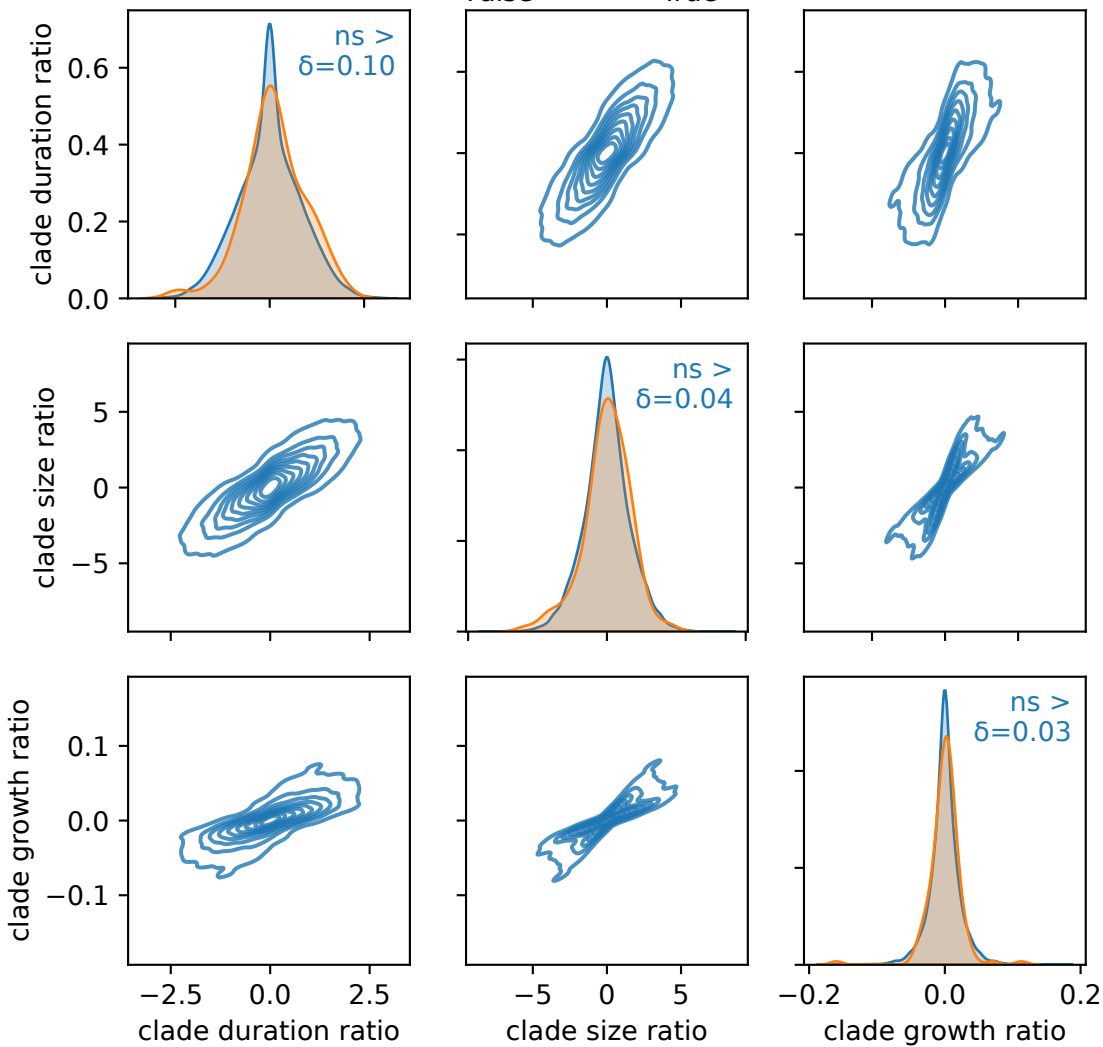 clade duration ratio
0.6
0.4
0.2
0.0
ns >
δ=0.10
clade size ratio
5
0
−5
ns >
δ=0.04
clade growth ratio
0.1
0.0
−0.1
ns >
δ=0.03
−2.5
0.0
2.5
−5
0
5
−0.2
0.0
0.2
clade duration ratio
clade size ratio
clade growth ratio